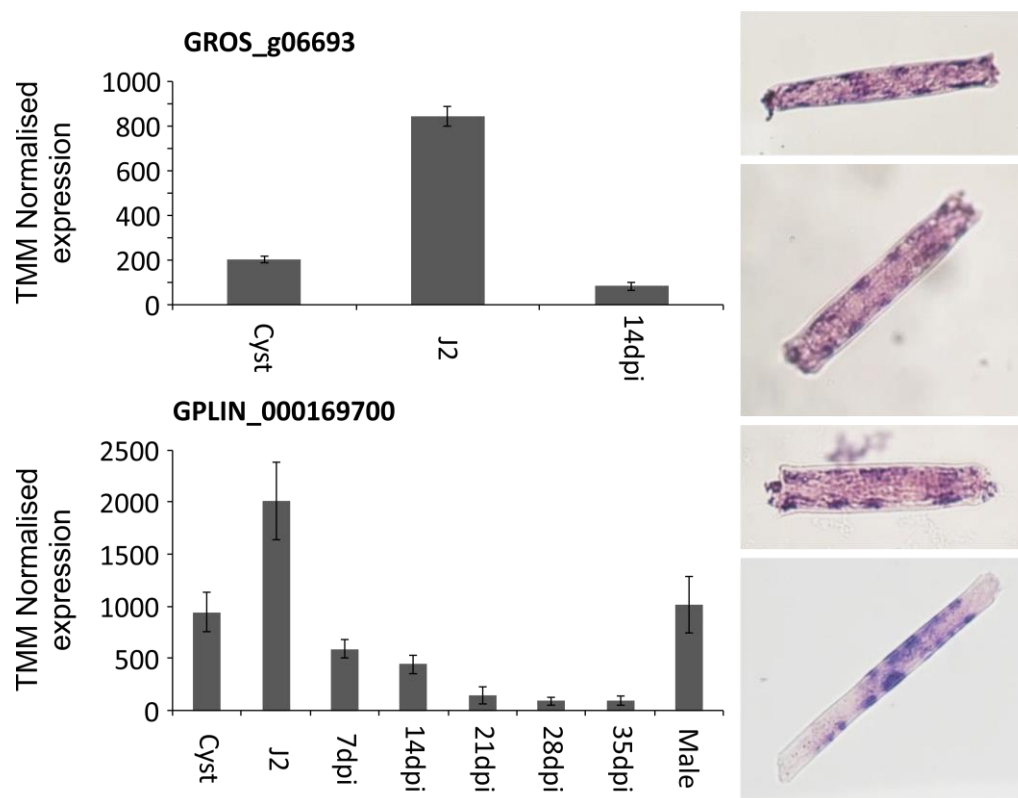 GROS_g06693
TMM Normalised
expression
1000
800
600
400
200
0
Cyst
J2
14dpi
GPLIN_000169700
TMM Normalised
expression
2500
2000
1500
1000
500
0
Cyst
J2
7dpi
14dpi
21dpi
28dpi
35dpi
Male